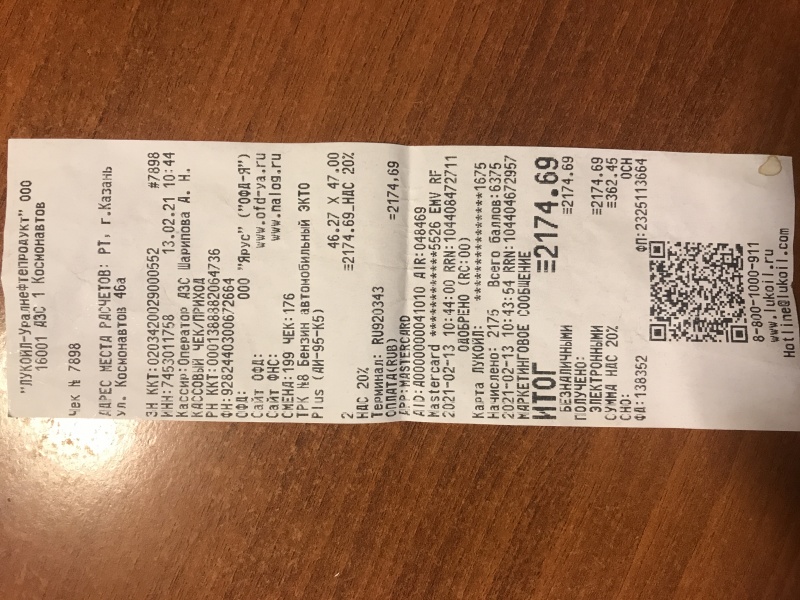 "ЛУКОЙЛ-Уралнефтепродукт" ООО
16001 АЗС 1 Космонавтов
Чек № 7898
АДРЕС МЕСТА РАСЧЕТОВ: РТ, г.Казань
ул. Космонавтов 46а
ЗН ККТ:0203420029000552 #7898
ИНН:7453011758 13.02.21 10:44
Кассир:Оператор АЗС Шарипова А. Н.
КАССОВЫЙ ЧЕК/ПРИХОД
РН ККТ:0001388382064736
ФН:9282440300672664
ОФД: ООО "Ярус" ("ОФД-Я")
Сайт ОФД: www.ofd-ya.ru
Сайт ФНС: www.nalog.ru
СМЕНА:199 ЧЕК:176
ТРК №8 Бензин автомобильный ЭКТО
Plus (АИ-95-К5)
46.27 X 47.00
2 ≡2174.69_НДС 20%
НДС 20%
Терминал: RU920343
ОПЛАТА(RUB) ≡2174,69
APP:MASTERCARD
AID:A0000000041010 AIR:048469
Mastercard ************5526 EMV RF
2021-02-13 10:44:00 RRN:104408472711
ОДОБРЕНО (RC:00)
Карта ЛУКОЙЛ: ***************1675
Начислено: 2175 Всего баллов:6375
2021-02-13 10:43:54 RRN:104404672957
МАРКЕТИНГОВОЕ СООБЩЕНИЕ
ИТОГ ≡2174.69
БЕЗНАЛИЧНЫМИ ≡2174.69
ПОЛУЧЕНО:
ЭЛЕКТРОННЫМИ ≡2174.69
СУММА НДС 20% ≡362.45
СНО: ОСН
ФД:138352 ФП:2325113664
8-800-1000-911
www.lukoil.ru
Hotline@lukoil.com